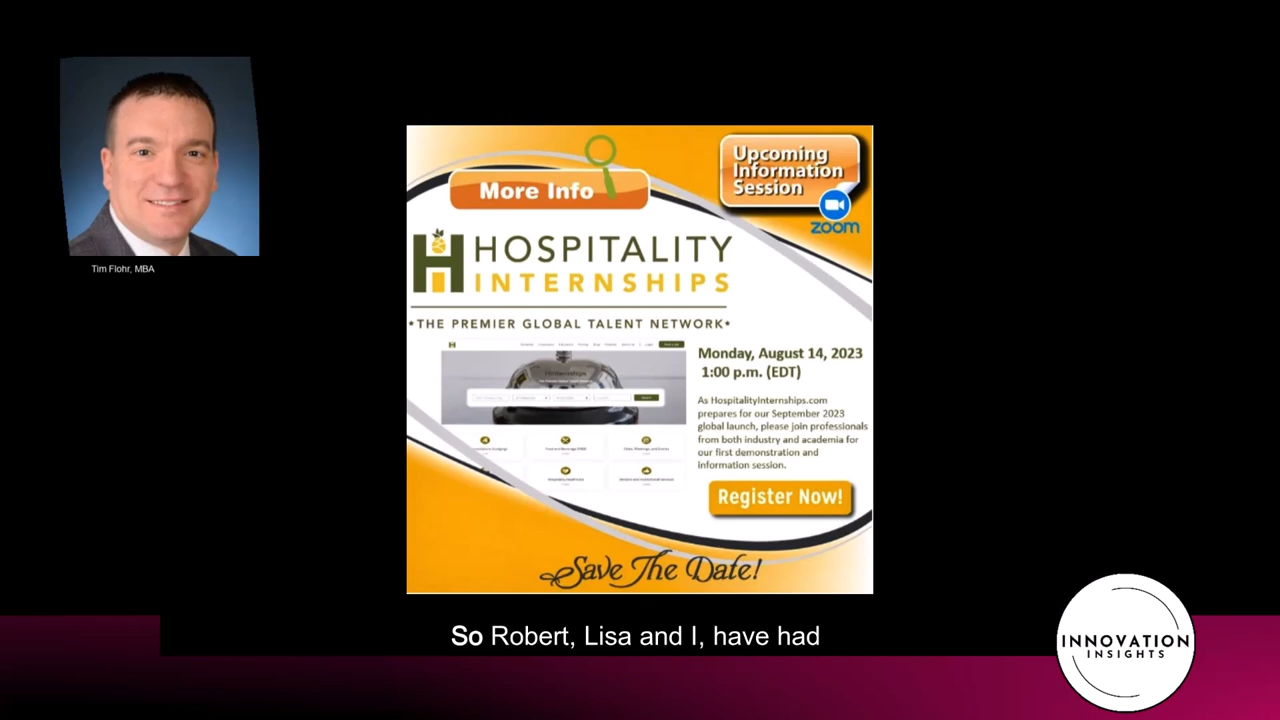 Tim Flohr, MBA
More Info
Upcoming
Information
Session
zoom
HOSPITALITY
INTERNSHIPS
*THE PREMIER GLOBAL TALENT NETWORK*
Monday, August 14, 2023
1:00 p.m. (EDT)
As HospitalityInternships.com
prepares for our September 2023
global launch, please join professionals
from both industry and academia for
our first demonstration and
information session.
Register Now!
Save The Date!
So Robert, Lisa and I, have had
INNOVATION
INSIGHTS